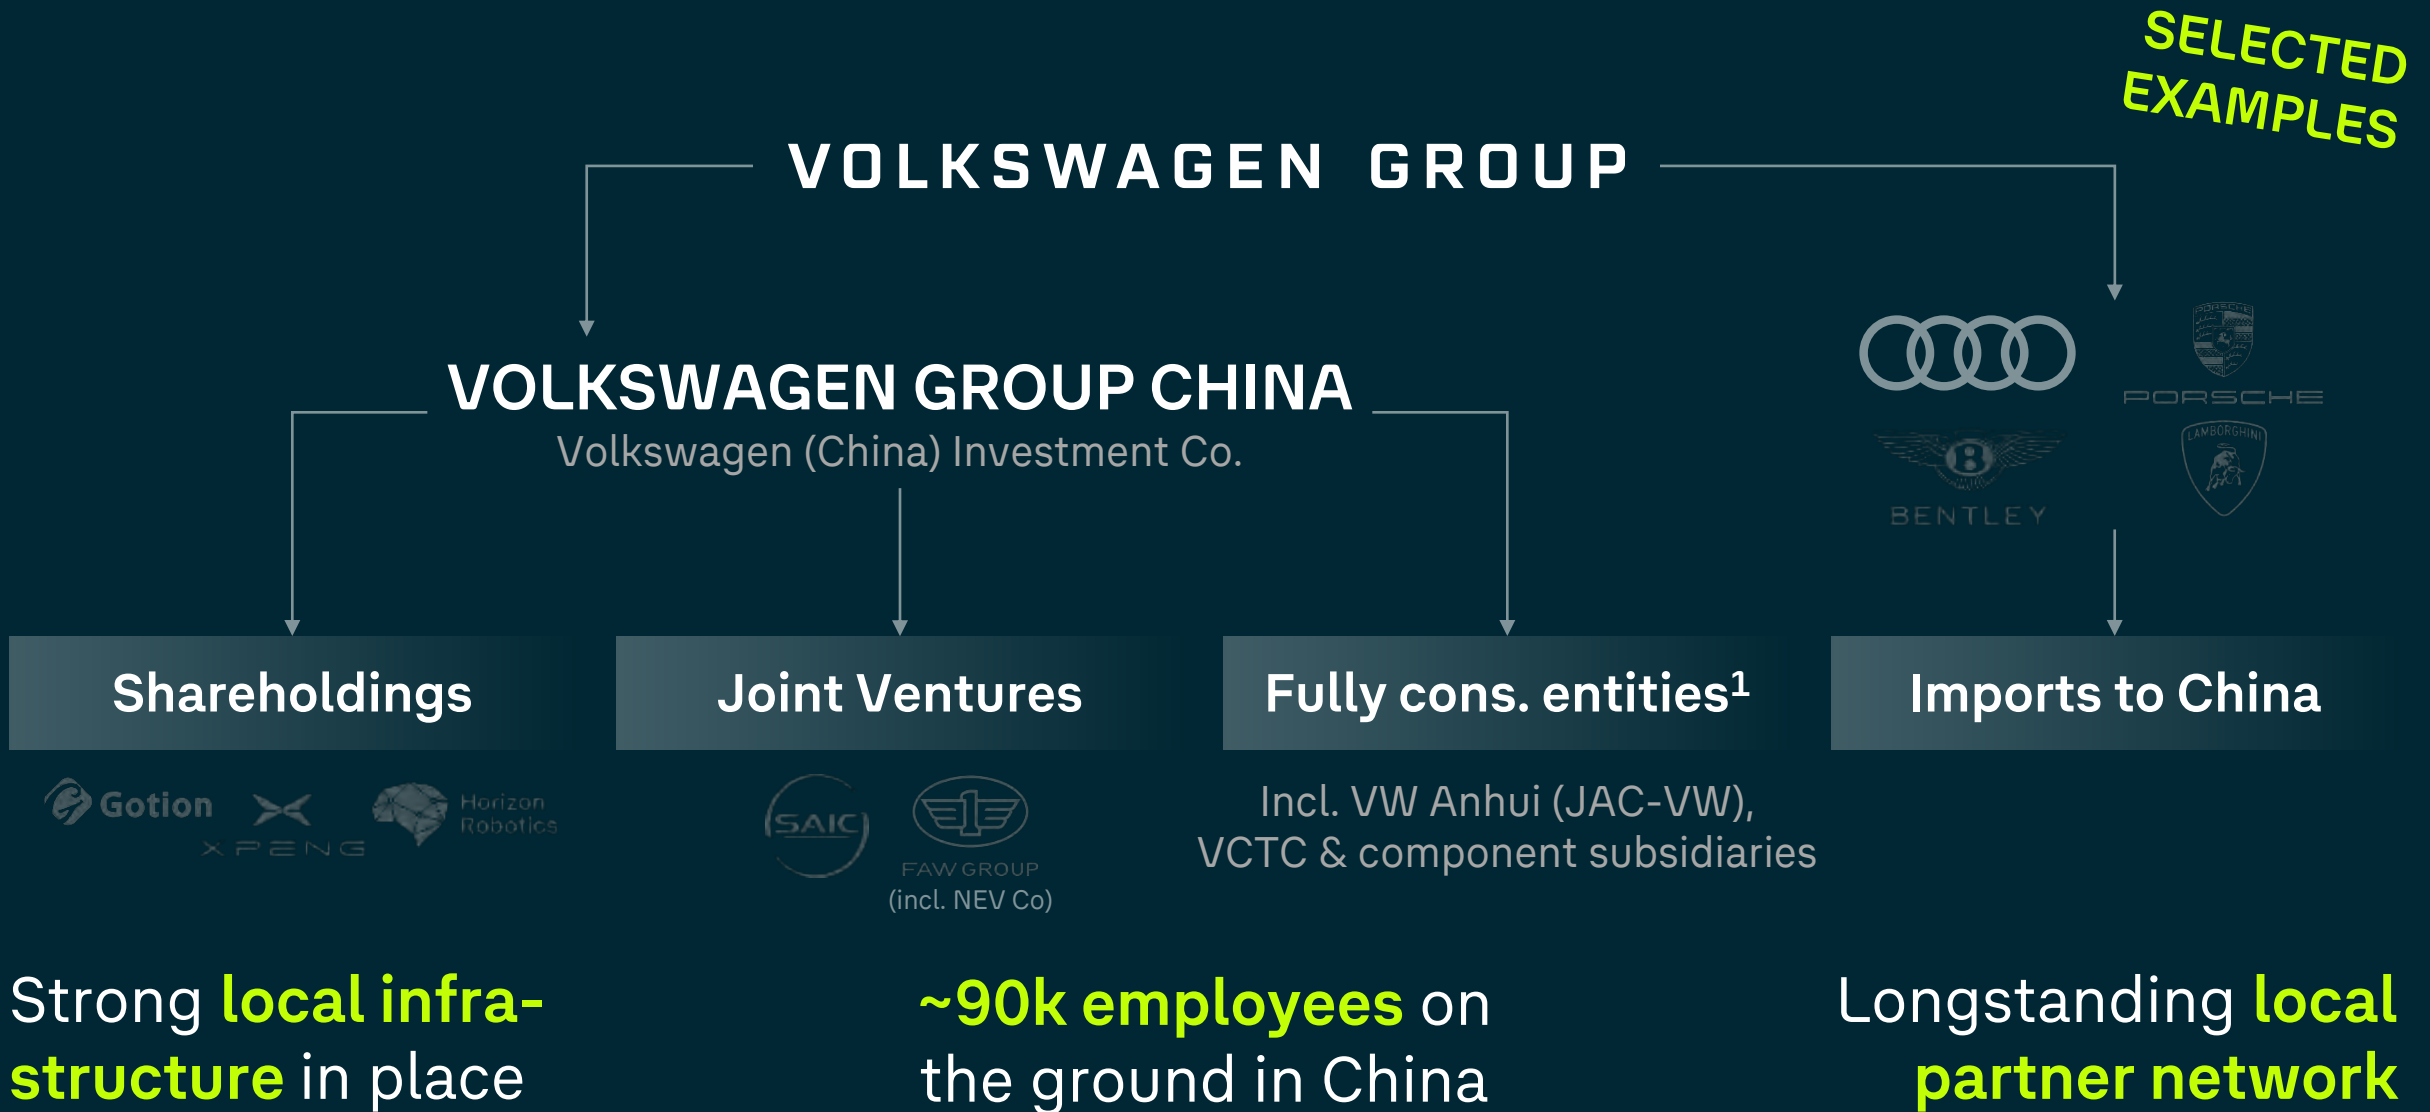 SELECTED
EXAMPLES
VOLKSWAGEN GROUP
VOLKSWAGEN GROUP CHINA
Volkswagen (China) Investment Co.
PORSCHE
PORSCHE
LAMBORGHINI
B
BENTLEY
Shareholdings
Joint Ventures
Fully cons. entities¹
Imports to China
Gotion
XPENG
Horizon
Robotics
SAIC
FAW GROUP
(incl. NEV Co)
Incl. VW Anhui (JAC-VW),
VCTC & component subsidiaries
Strong local infra-
structure in place
~90k employees on
the ground in China
Longstanding local
partner network